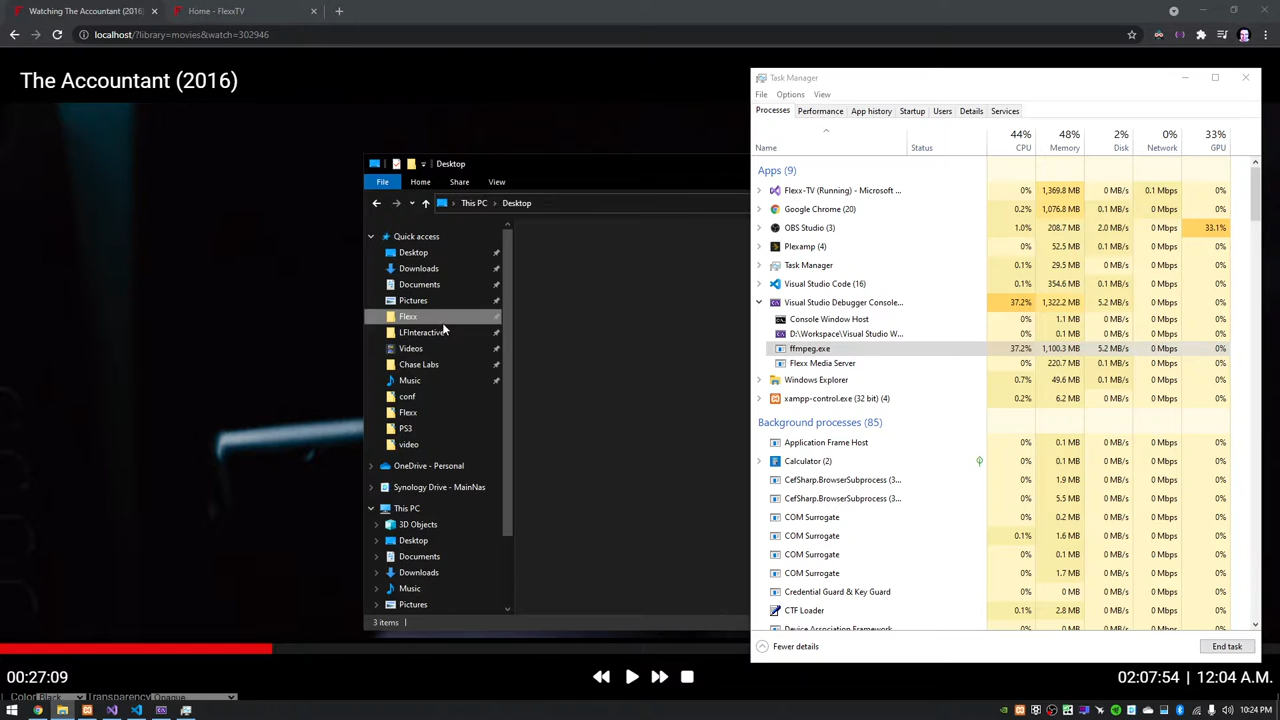 Watching The Accountant (2016)
Home - FlexxTV
localhost/?library=movies&watch=302946
The Accountant (2016)
Desktop
File
Home
Share
View
This PC
Desktop
Quick access
Desktop
Downloads
Documents
Pictures
Flexx
LFInteractive
Videos
Chase Labs
Music
conf
Flexx
PS3
video
OneDrive - Personal
Synology Drive - MainNas
This PC
3D Objects
Desktop
Documents
Downloads
Music
Pictures
3 items
Task Manager
File Options View
Processes Performance App history Startup Users Details Services
44% 48% 2% 0% 33%
Name Status CPU Memory Disk Network GPU
Apps (9)
Flexx-TV (Running) - Microsoft ... 0% 1,369.8 MB 0 MB/s 0.1 Mbps 0%
Google Chrome (20) 0.2% 1,076.8 MB 0.1 MB/s 0 Mbps 0%
OBS Studio (3) 1.0% 208.7 MB 2.0 MB/s 0 Mbps 33.1%
Plexamp (4) 0% 52.5 MB 0.1 MB/s 0 Mbps 0%
Task Manager 0.1% 29.5 MB 0 MB/s 0 Mbps 0%
Visual Studio Code (16) 0.1% 354.6 MB 0.1 MB/s 0 Mbps 0%
Visual Studio Debugger Console... 37.2% 1,322.2 MB 5.2 MB/s 0 Mbps 0%
Console Window Host 0% 1.1 MB 0 MB/s 0 Mbps 0%
D:\Workspace\Visual Studio W... 0% 0.1 MB 0 MB/s 0 Mbps 0%
ffmpeg.exe 37.2% 1,100.3 MB 5.2 MB/s 0 Mbps 0%
Flexx Media Server 0% 220.7 MB 0.1 MB/s 0 Mbps 0%
Windows Explorer 0.7% 49.6 MB 0.1 MB/s 0 Mbps 0%
xampp-control.exe (32 bit) (4) 0.2% 6.2 MB 0 MB/s 0 Mbps 0%
Background processes (85)
Application Frame Host 0% 0.1 MB 0 MB/s 0 Mbps 0%
Calculator (2) 0% 0.1 MB 0 MB/s 0 Mbps 0%
CefSharp.BrowserSubprocess (3... 0% 1.9 MB 0 MB/s 0 Mbps 0%
CefSharp.BrowserSubprocess (3... 0% 5.5 MB 0 MB/s 0 Mbps 0%
COM Surrogate 0% 0.2 MB 0 MB/s 0 Mbps 0%
COM Surrogate 0.1% 1.6 MB 0 MB/s 0 Mbps 0%
COM Surrogate 0% 0.1 MB 0 MB/s 0 Mbps 0%
COM Surrogate 0% 1.7 MB 0 MB/s 0 Mbps 0%
Credential Guard & Key Guard 0% 0 MB 0 MB/s 0 Mbps 0%
CTF Loader 0.1% 2.8 MB 0 MB/s 0 Mbps 0%
Device Association Framework
Fewer details
End task
00:27:09
02:07:54 | 12:04 A.M.
Color Black Transparency Opaque
10:24 PM